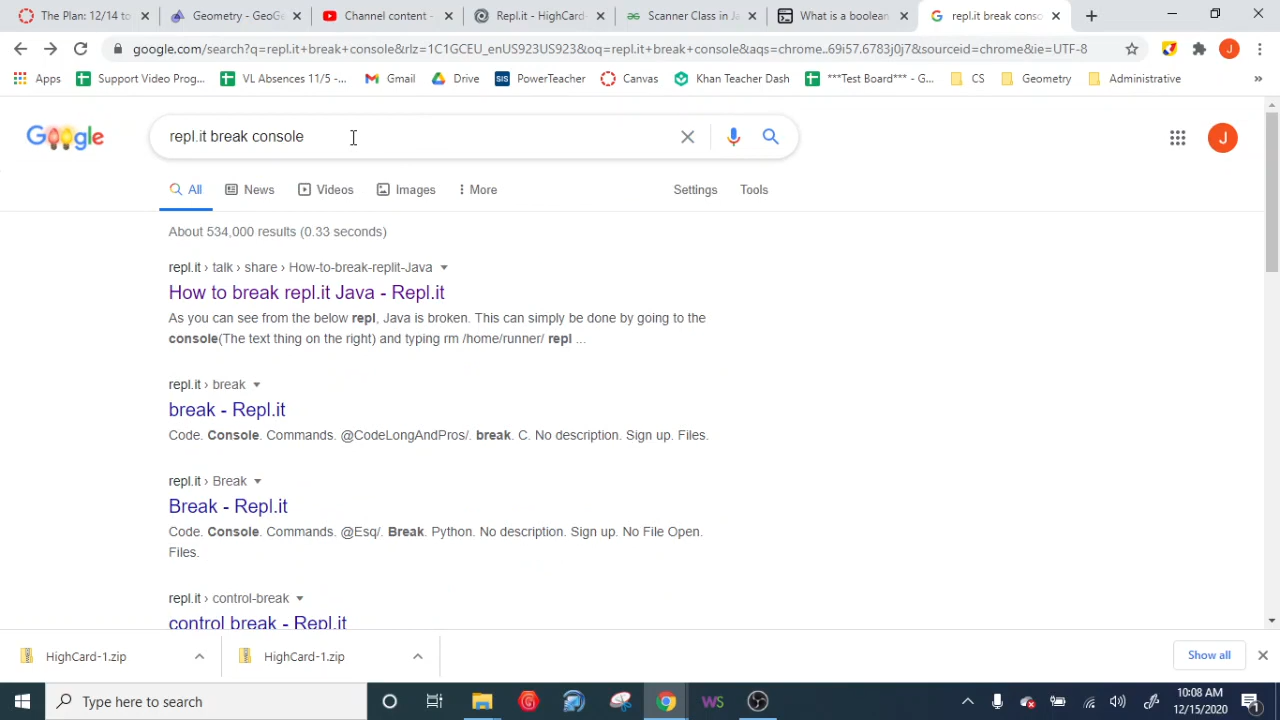 The Plan: 12/14 to
Geometry - GeoGe
Channel content -
Repl.it - HighCard-
Scanner Class in Ja
What is a boolean
repl.it break conso
google.com/search?q=repl.it+break+console&rlz=1C1GCEU_enUS923US923&oq=repl.it+break+console&aqs=chrome..69i57.6783j0j7&sourceid=chrome&ie=UTF-8
J
Apps
Support Video Prog...
VL Absences 11/5 -...
Gmail
Drive
SIS
PowerTeacher
Canvas
Khan Teacher Dash
***Test Board*** - G...
CS
Geometry
Administrative
»
Google
repl.it break console
J
All
News
Videos
Images
More
Settings
Tools
About 534,000 results (0.33 seconds)
repl.it › talk › share › How-to-break-replit-Java
How to break repl.it Java - Repl.it
As you can see from the below repl, Java is broken. This can simply be done by going to the
console(The text thing on the right) and typing rm /home/runner/ repl ...
repl.it › break
break - Repl.it
Code. Console. Commands. @CodeLongAndPros/. break. C. No description. Sign up. Files.
repl.it › Break
Break - Repl.it
Code. Console. Commands. @Esq/. Break. Python. No description. Sign up. No File Open.
Files.
repl.it › control-break
control break - Repl.it
HighCard-1.zip
HighCard-1.zip
Show all
Type here to search
WS
10:08 AM
12/15/2020
1